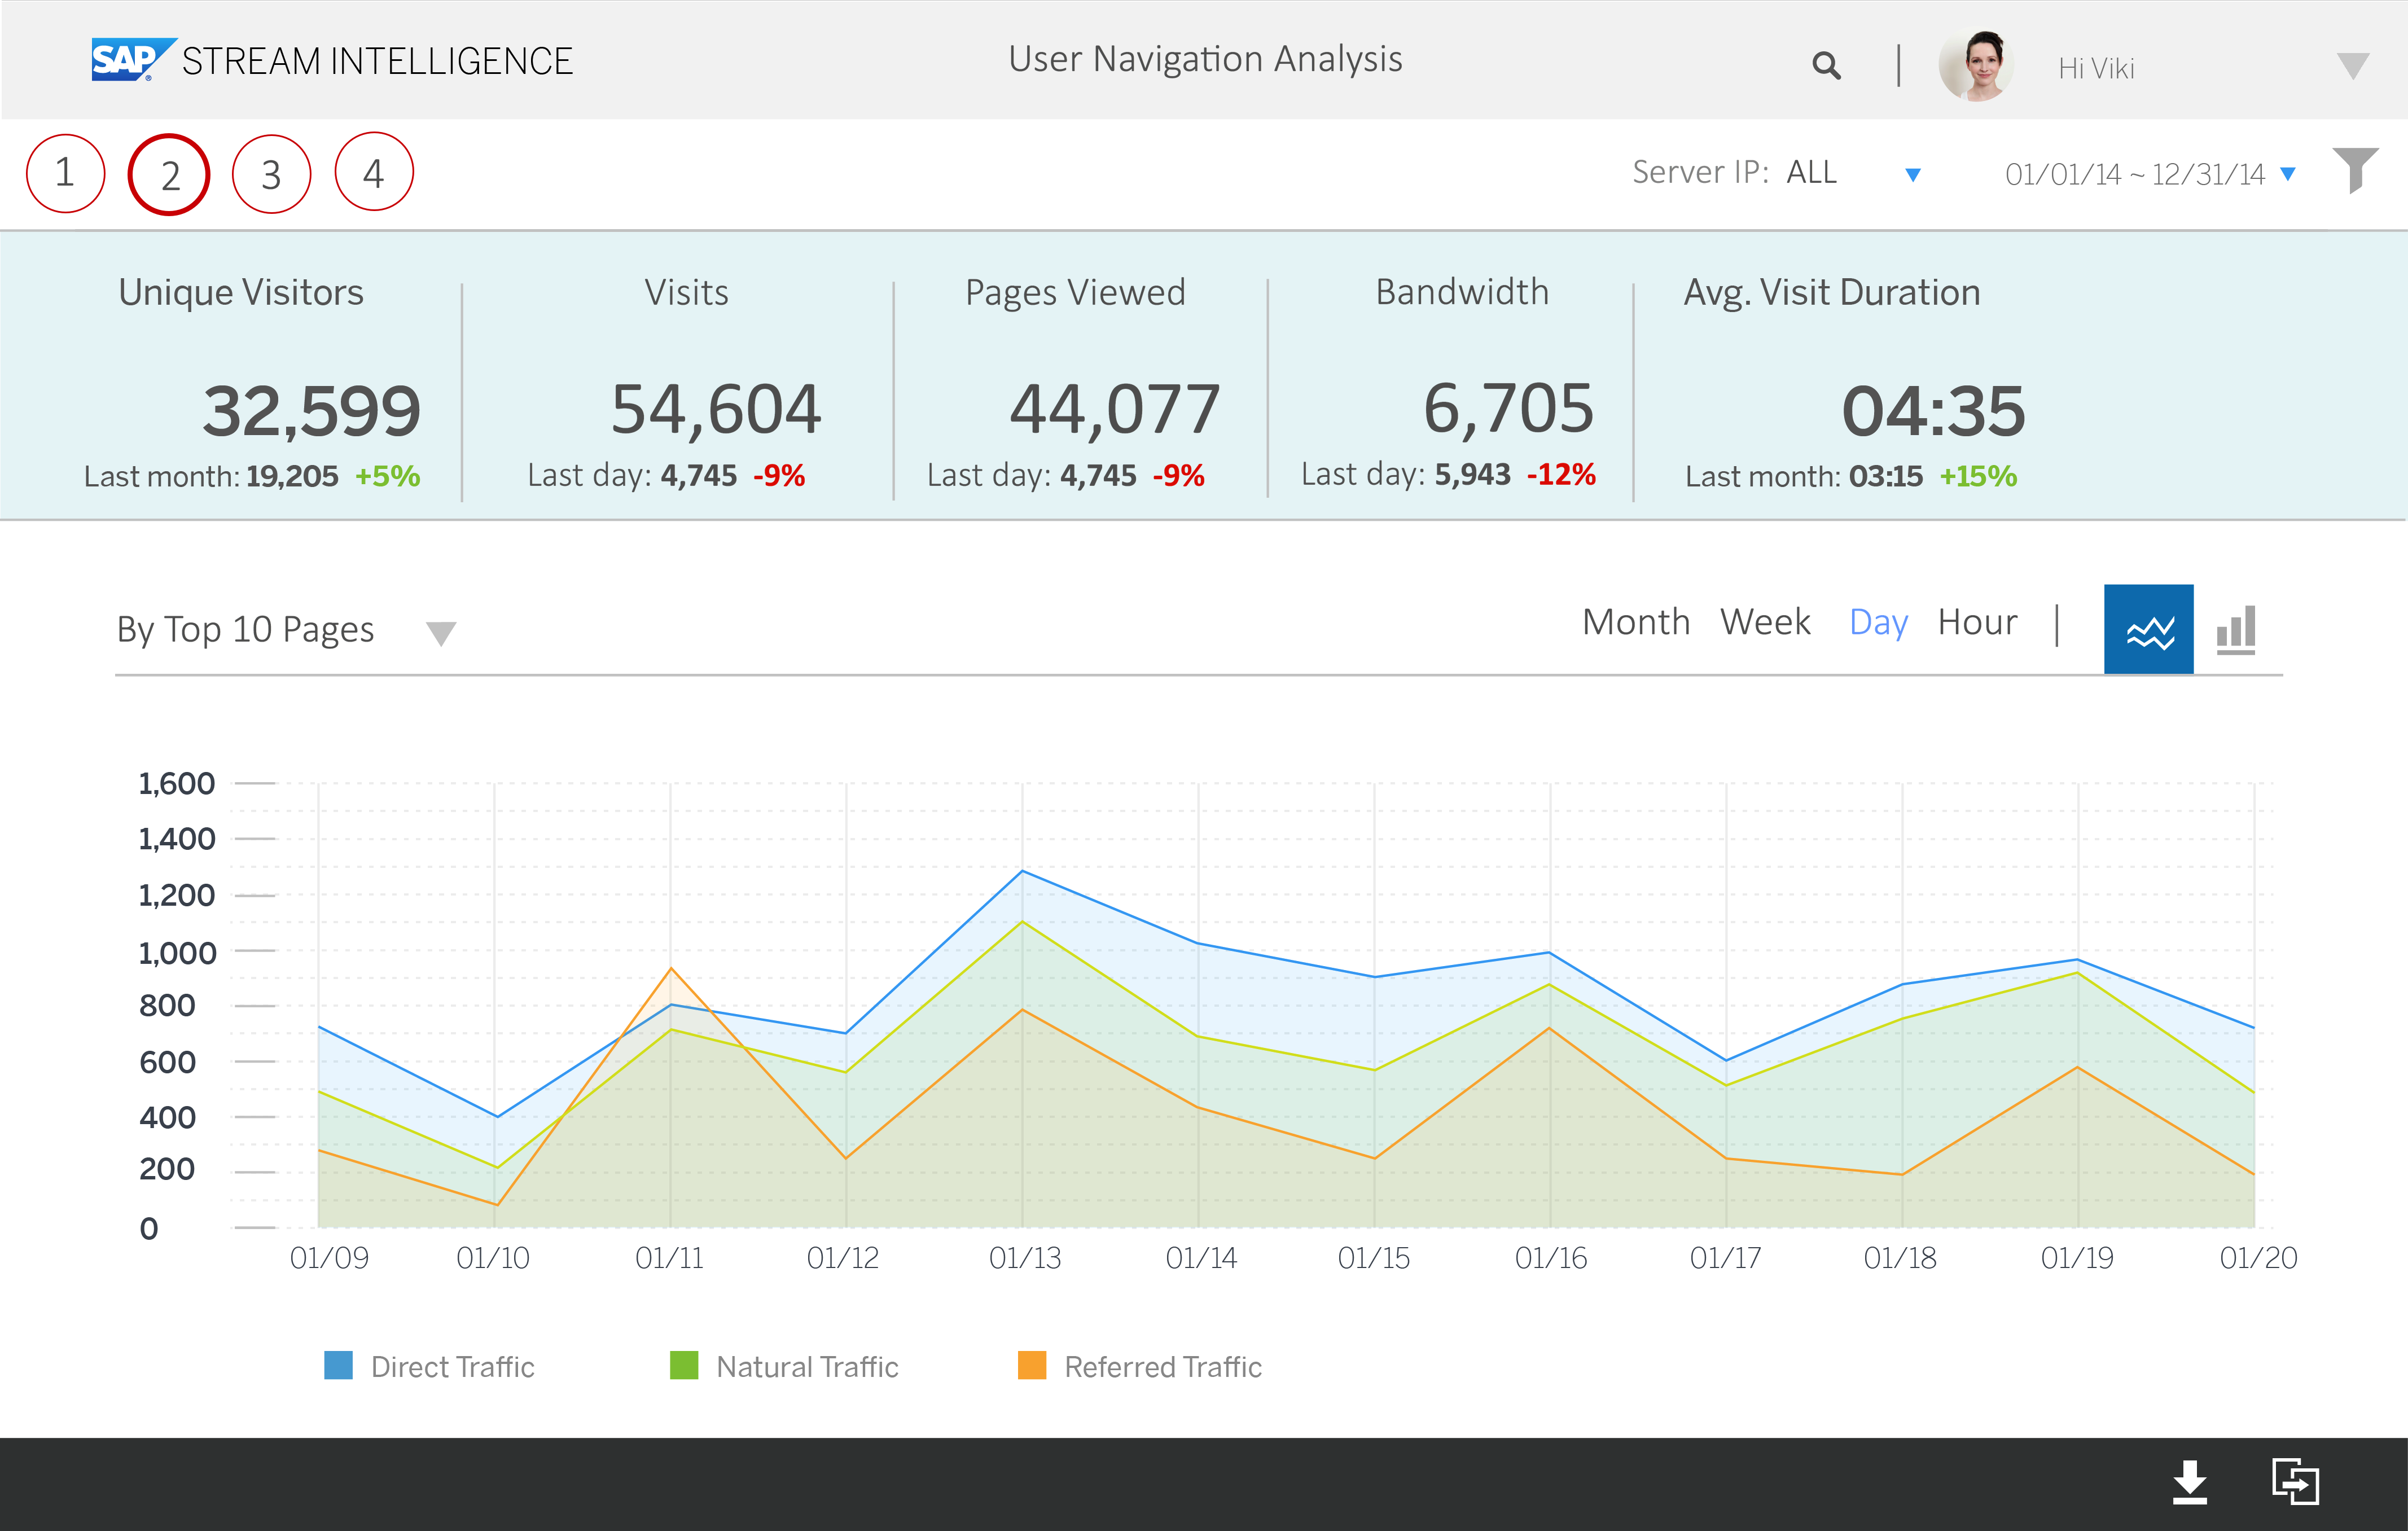 SAP ® STREAM INTELLIGENCE
User Navigation Analysis
Hi Viki
1 2 3 4
Server IP: ALL
01/01/14 ~ 12/31/14
Unique Visitors
32,599
Last month: 19,205 +5%
Visits
54,604
Last day: 4,745 -9%
Pages Viewed
44,077
Last day: 4,745 -9%
Bandwidth
6,705
Last day: 5,943 -12%
Avg. Visit Duration
04:35
Last month: 03:15 +15%
By Top 10 Pages
Month Week Day Hour
1,600
1,400
1,200
1,000
800
600
400
200
0
01/09 01/10 01/11 01/12 01/13 01/14 01/15 01/16 01/17 01/18 01/19 01/20
Direct Traffic Natural Traffic Referred Traffic